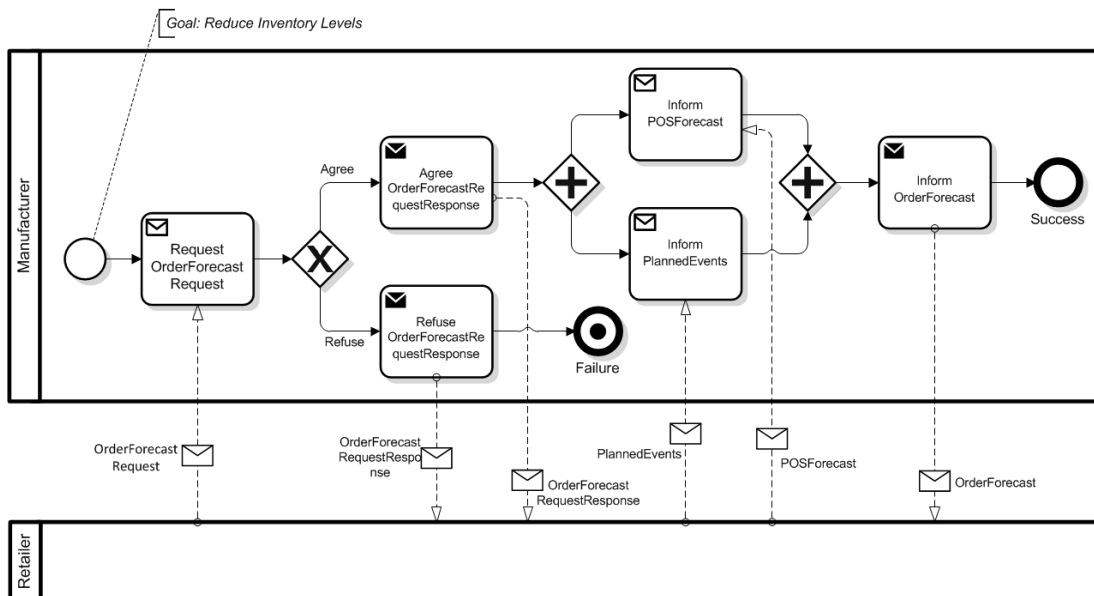 Goal: Reduce Inventory Levels
Manufacturer
Request
OrderForecast
Request
Agree
Refuse
Agree
OrderForecastRe
questResponse
Refuse
OrderForecastRe
questResponse
Failure
Inform
POSForecast
Inform
PlannedEvents
Inform
OrderForecast
Success
OrderForecast
Request
OrderForecast
RequestRespo
nse
OrderForecast
RequestResponse
PlannedEvents
POSForecast
OrderForecast
Retailer